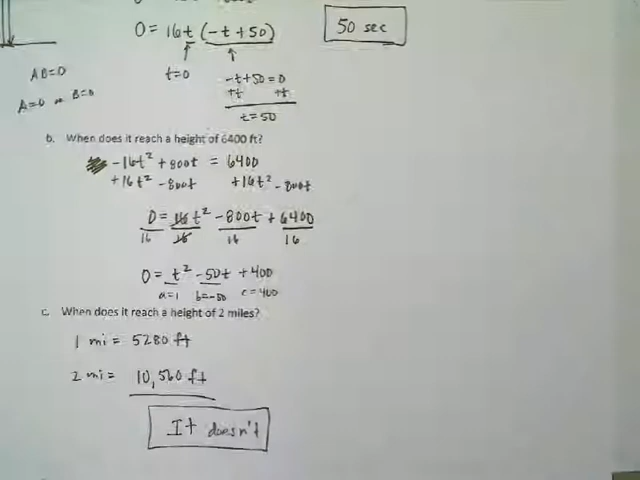 0 = 16t (-t + 50)
50 sec
AB=0
t=0
-t+50 = 0
A=0 or B=0
+t +t
t = 50
b. When does it reach a height of 6400 ft?
-16t² + 800t = 6400
+16t² - 800t +16t² - 800t
0 = 16t² - 800t + 6400
16 16 16 16
0 = t² - 50t + 400
a=1 b=-50 c=400
c. When does it reach a height of 2 miles?
1 mi = 5280 ft
2 mi = 10,560 ft
It doesn't